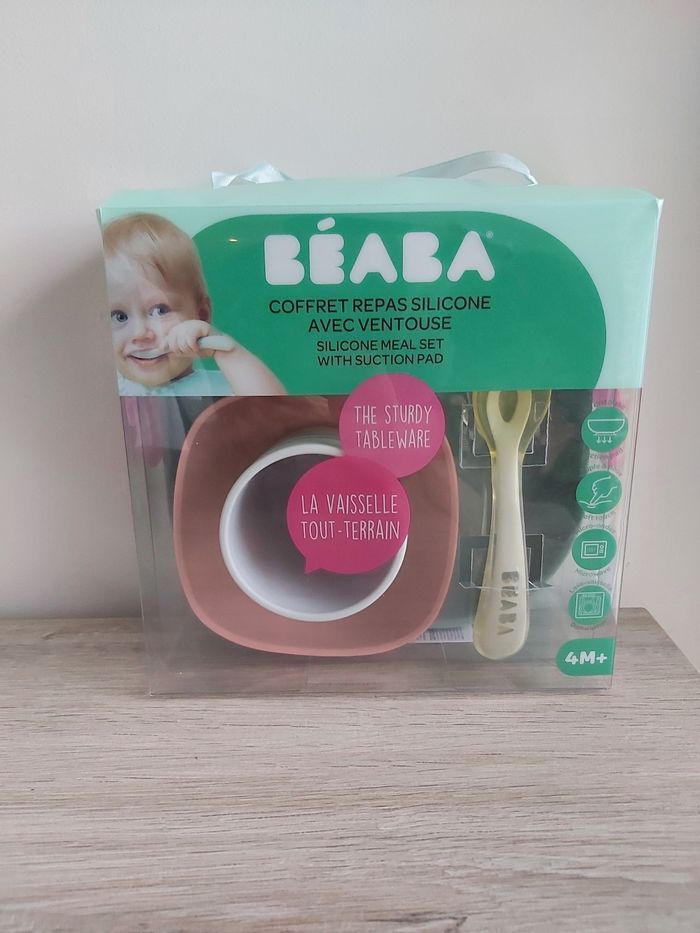 BÉABA®
COFFRET REPAS SILICONE
AVEC VENTOUSE
SILICONE MEAL SET
WITH SUCTION PAD
THE STURDY
TABLEWARE
LA VAISSELLE
TOUT-TERRAIN
BÉABA
Microwave
4M+